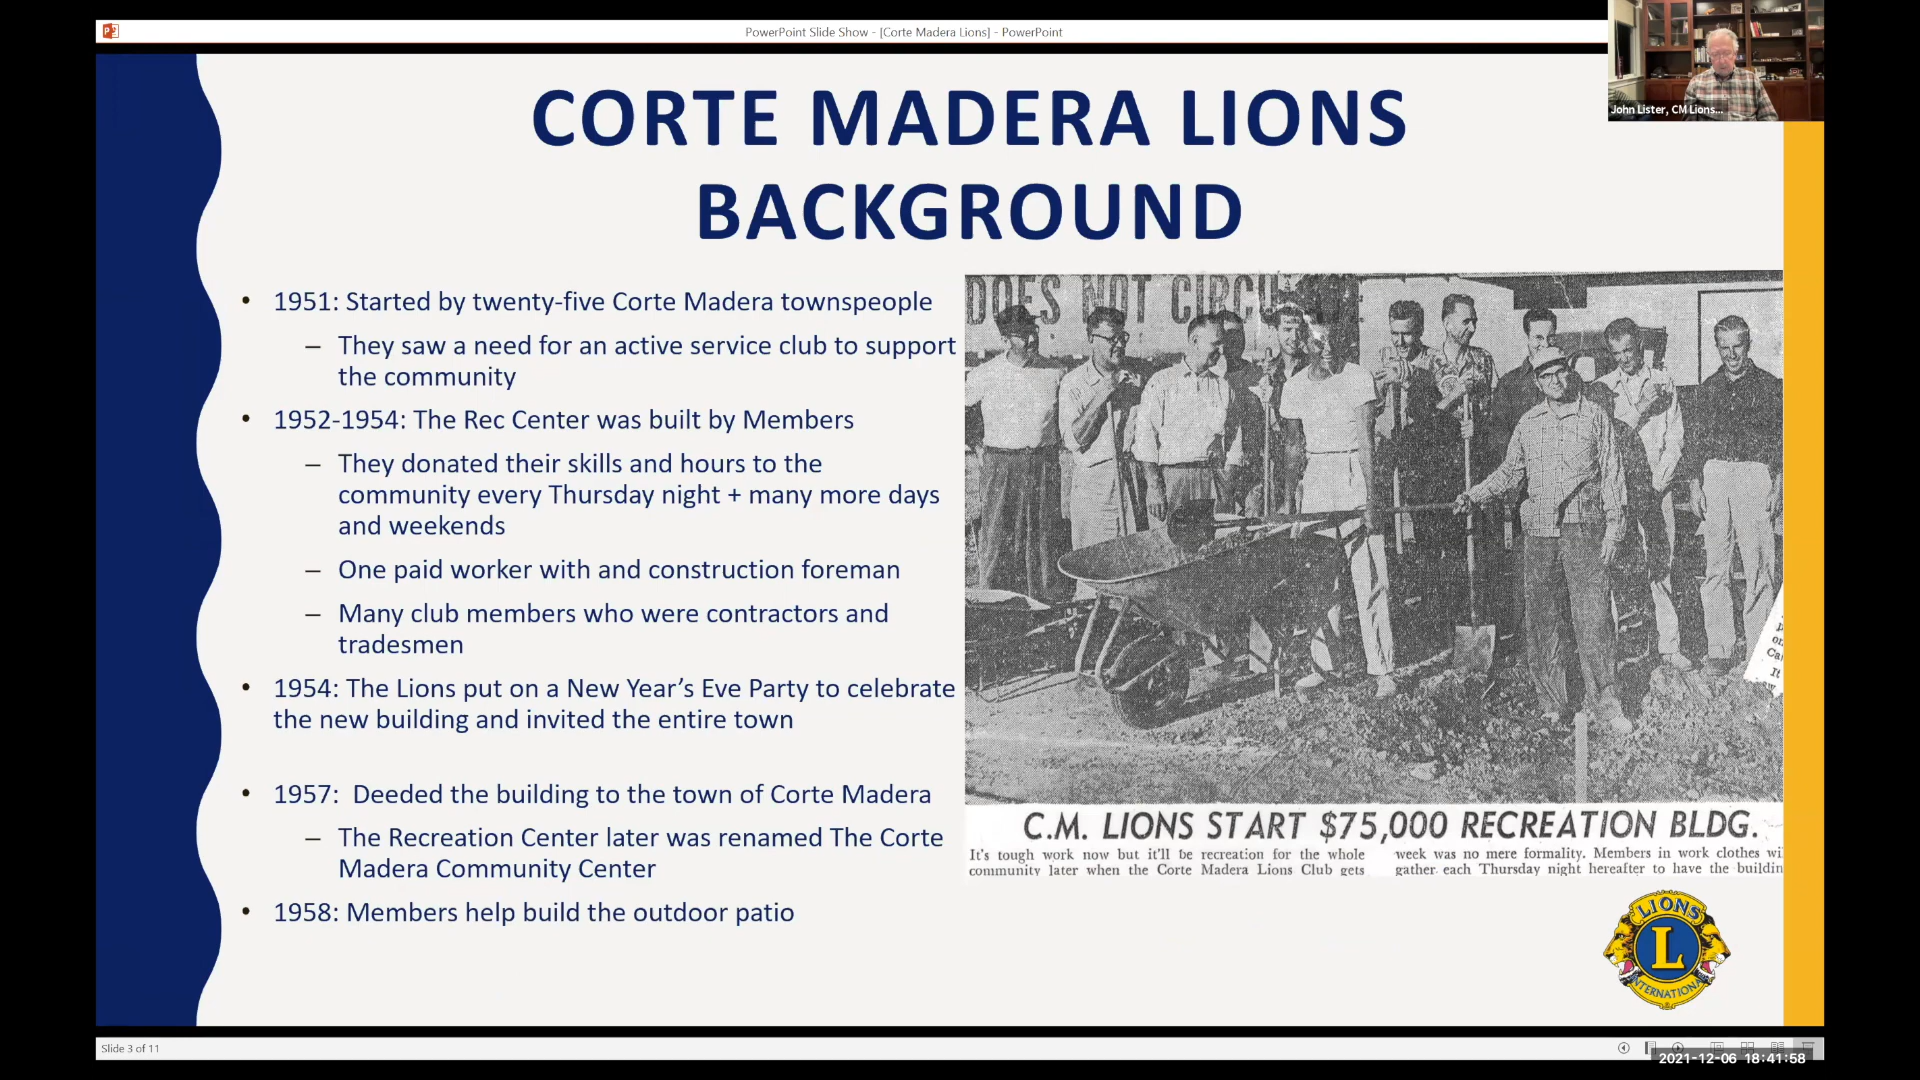 PowerPoint Slide Show - [Corte Madera Lions] - PowerPoint
John Lister, CM Lions...
CORTE MADERA LIONS
BACKGROUND
• 1951: Started by twenty-five Corte Madera townspeople
– They saw a need for an active service club to support
the community
• 1952-1954: The Rec Center was built by Members
– They donated their skills and hours to the
community every Thursday night + many more days
and weekends
– One paid worker with and construction foreman
– Many club members who were contractors and
tradesmen
• 1954: The Lions put on a New Year’s Eve Party to celebrate
the new building and invited the entire town
• 1957:  Deeded the building to the town of Corte Madera
– The Recreation Center later was renamed The Corte
Madera Community Center
• 1958: Members help build the outdoor patio
DOES NOT
C.M. LIONS START $75,000 RECREATION BLDG.
It's tough work now but it'll be recreation for the whole
community later when the Corte Madera Lions Club gets
week was no mere formality. Members in work clothes
gather each Thursday night hereafter to have the
LIONS
L
INTERNATIONAL
Slide 3 of 11
2021-12-06 18:41:58